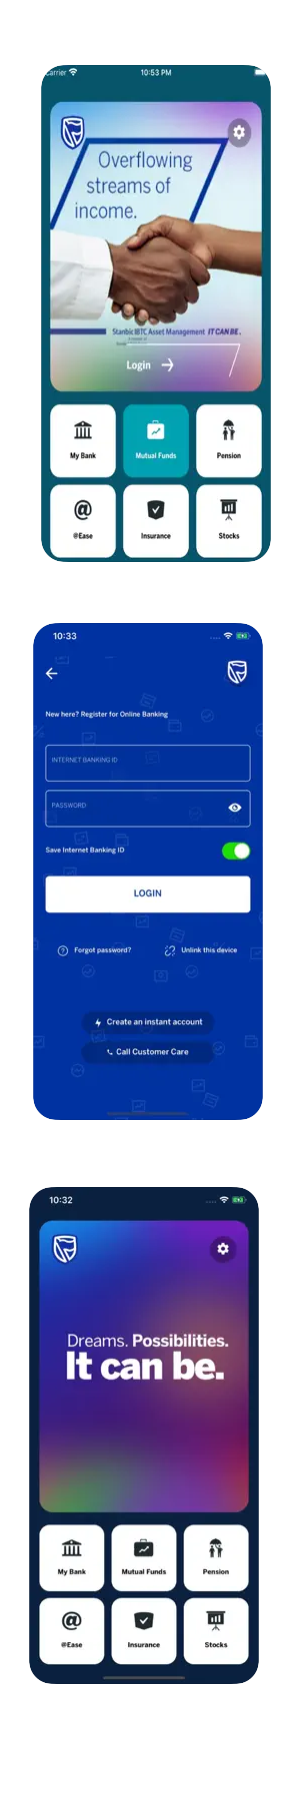 Carrier
10:53 PM
Overflowing
streams of
income.
Stanbic IBTC Asset Management IT CAN BE.
Login
My Bank
Mutual Funds
Pension
@Ease
Insurance
Stocks
10:33
New here? Register for Online Banking
INTERNET BANKING ID
PASSWORD
Save Internet Banking ID
LOGIN
Forgot password?
Unlink this device
Create an instant account
Call Customer Care
10:32
Dreams. Possibilities.
It can be.
My Bank
Mutual Funds
Pension
@Ease
Insurance
Stocks